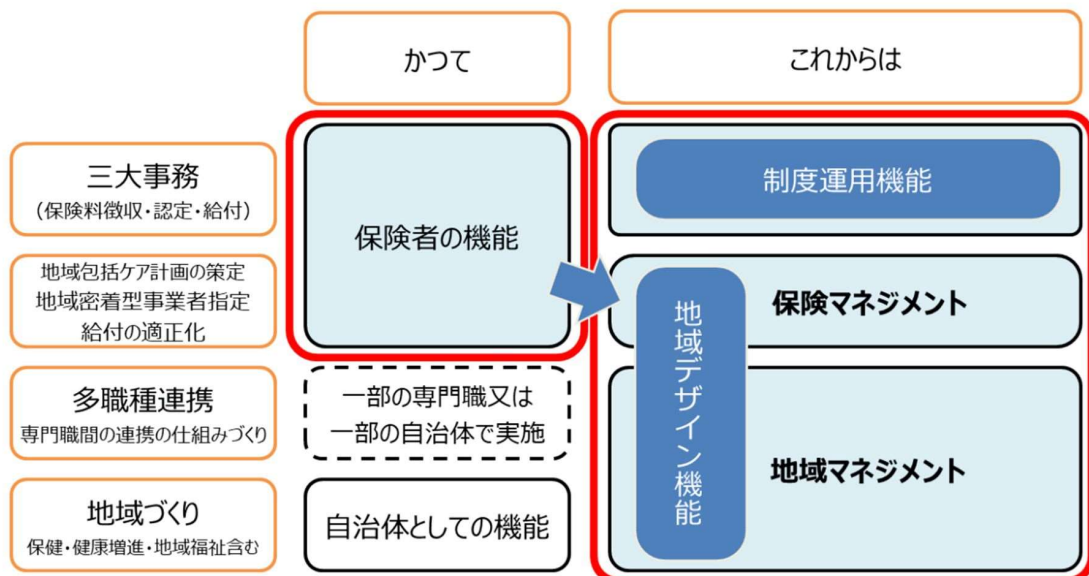 かつて
これからは
三大事務
(保険料徴収・認定・給付)
保険者の機能
制度運用機能
地域包括ケア計画の策定
地域密着型事業者指定
給付の適正化
保険マネジメント
地域デザイン機能
多職種連携
専門職間の連携の仕組みづくり
一部の専門職又は
一部の自治体で実施
地域マネジメント
地域づくり
保健・健康増進・地域福祉含む
自治体としての機能